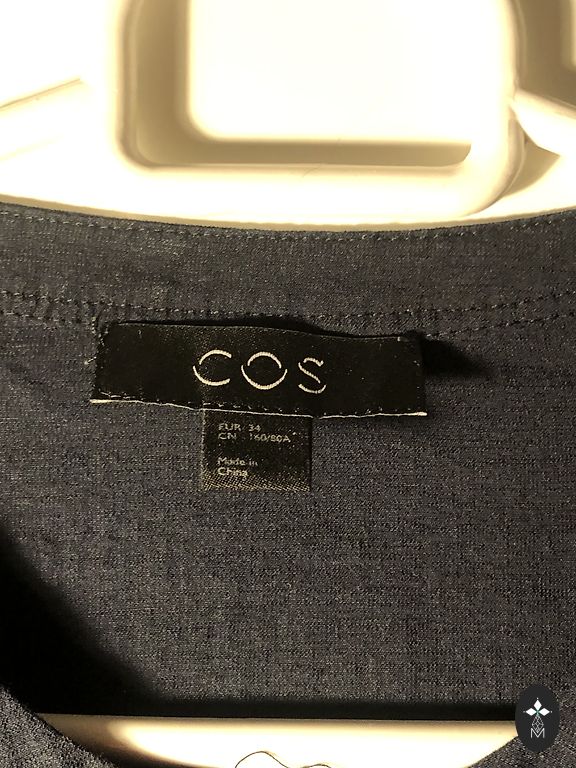 COS
EUR 34
CN 160/80A
Made in
China
M